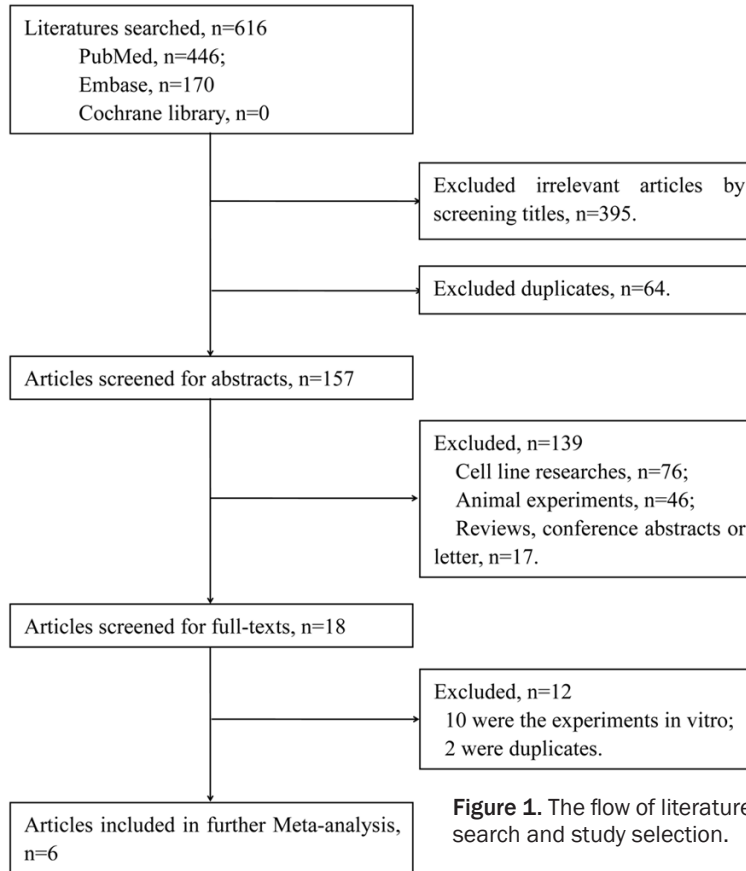 Literatures searched, n=616
PubMed, n=446;
Embase, n=170
Cochrane library, n=0
Excluded irrelevant articles by
screening titles, n=395.
Excluded duplicates, n=64.
Articles screened for abstracts, n=157
Excluded, n=139
Cell line researches, n=76;
Animal experiments, n=46;
Reviews, conference abstracts or
letter, n=17.
Articles screened for full-texts, n=18
Excluded, n=12
10 were the experiments in vitro;
2 were duplicates.
Articles included in further Meta-analysis,
n=6
Figure 1. The flow of literature
search and study selection.